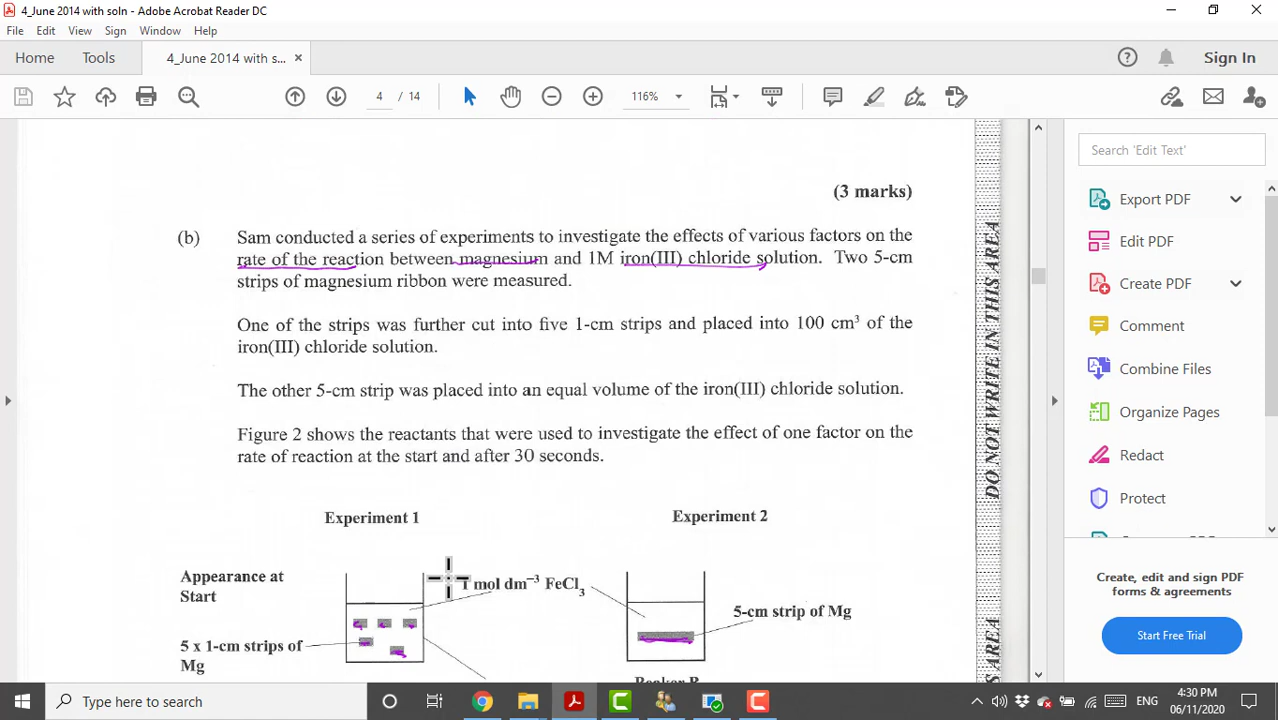 4_June 2014 with soln - Adobe Acrobat Reader DC
File Edit View Sign Window Help
Home Tools 4_June 2014 with s... × Sign In
4 / 14 116%
Search 'Edit Text'
Export PDF
Edit PDF
Create PDF
Comment
Combine Files
Organize Pages
Redact
Protect
Create, edit and sign PDF
forms & agreements
Start Free Trial
(3 marks)
(b) Sam conducted a series of experiments to investigate the effects of various factors on the
rate of the reaction between magnesium and 1M iron(III) chloride solution. Two 5-cm
strips of magnesium ribbon were measured.
One of the strips was further cut into five 1-cm strips and placed into 100 cm³ of the
iron(III) chloride solution.
The other 5-cm strip was placed into an equal volume of the iron(III) chloride solution.
Figure 2 shows the reactants that were used to investigate the effect of one factor on the
rate of reaction at the start and after 30 seconds.
Experiment 1 Experiment 2
Appearance at
Start
1 mol dm⁻³ FeCl₃
5-cm strip of Mg
5 x 1-cm strips of
Mg
DO NOT WRITE IN THIS AREA
AREA
Type here to search
ENG
4:30 PM
06/11/2020